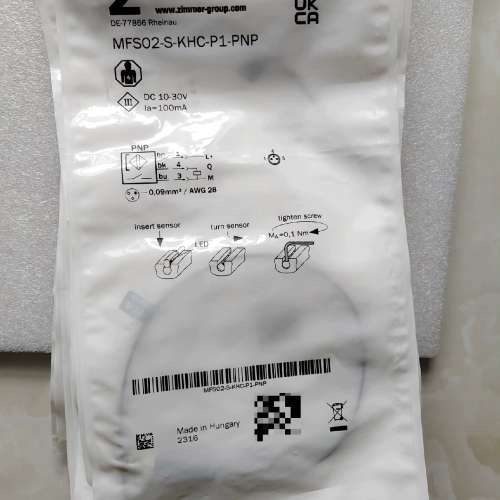 Z
www.zimmer-group.com
DE-77866 Rheinau
UK
CA
MFS02-S-KHC-P1-PNP
DC 10-30V
Ia=100mA
PNP
bn 1 L+
bk 4 Q
bu 3 M
0,09mm² / AWG 28
insert sensor
LED
turn sensor
tighten screw
MA=0,1 Nm
MFS02-S-KHC-P1-PNP
Made in Hungary
2316